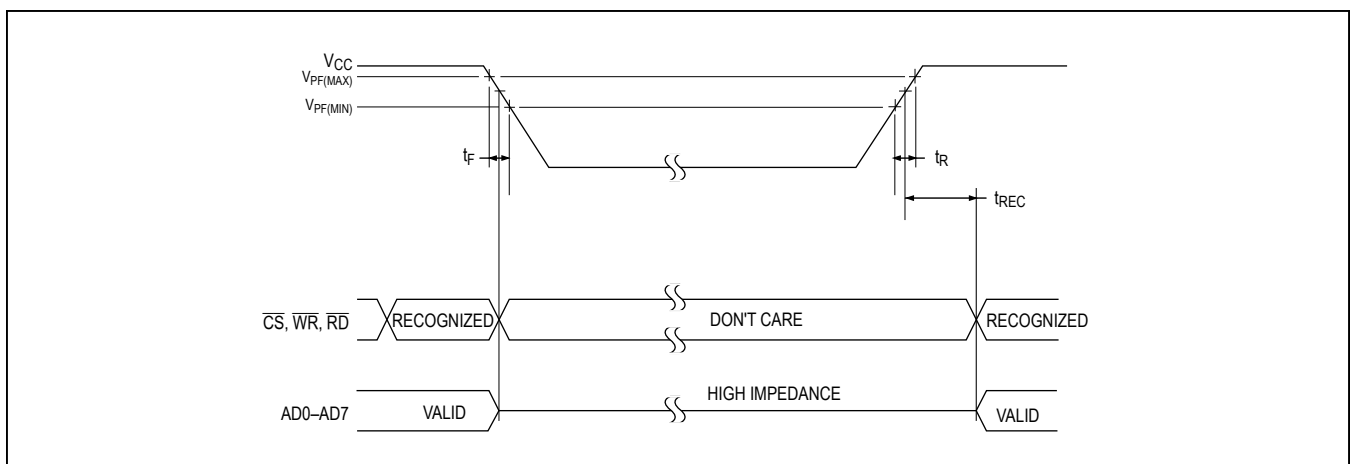 VCC
VPF(MAX)
VPF(MIN)
tF
tR
tREC
CS, WR, RD
RECOGNIZED
DON'T CARE
RECOGNIZED
AD0–AD7
VALID
HIGH IMPEDANCE
VALID